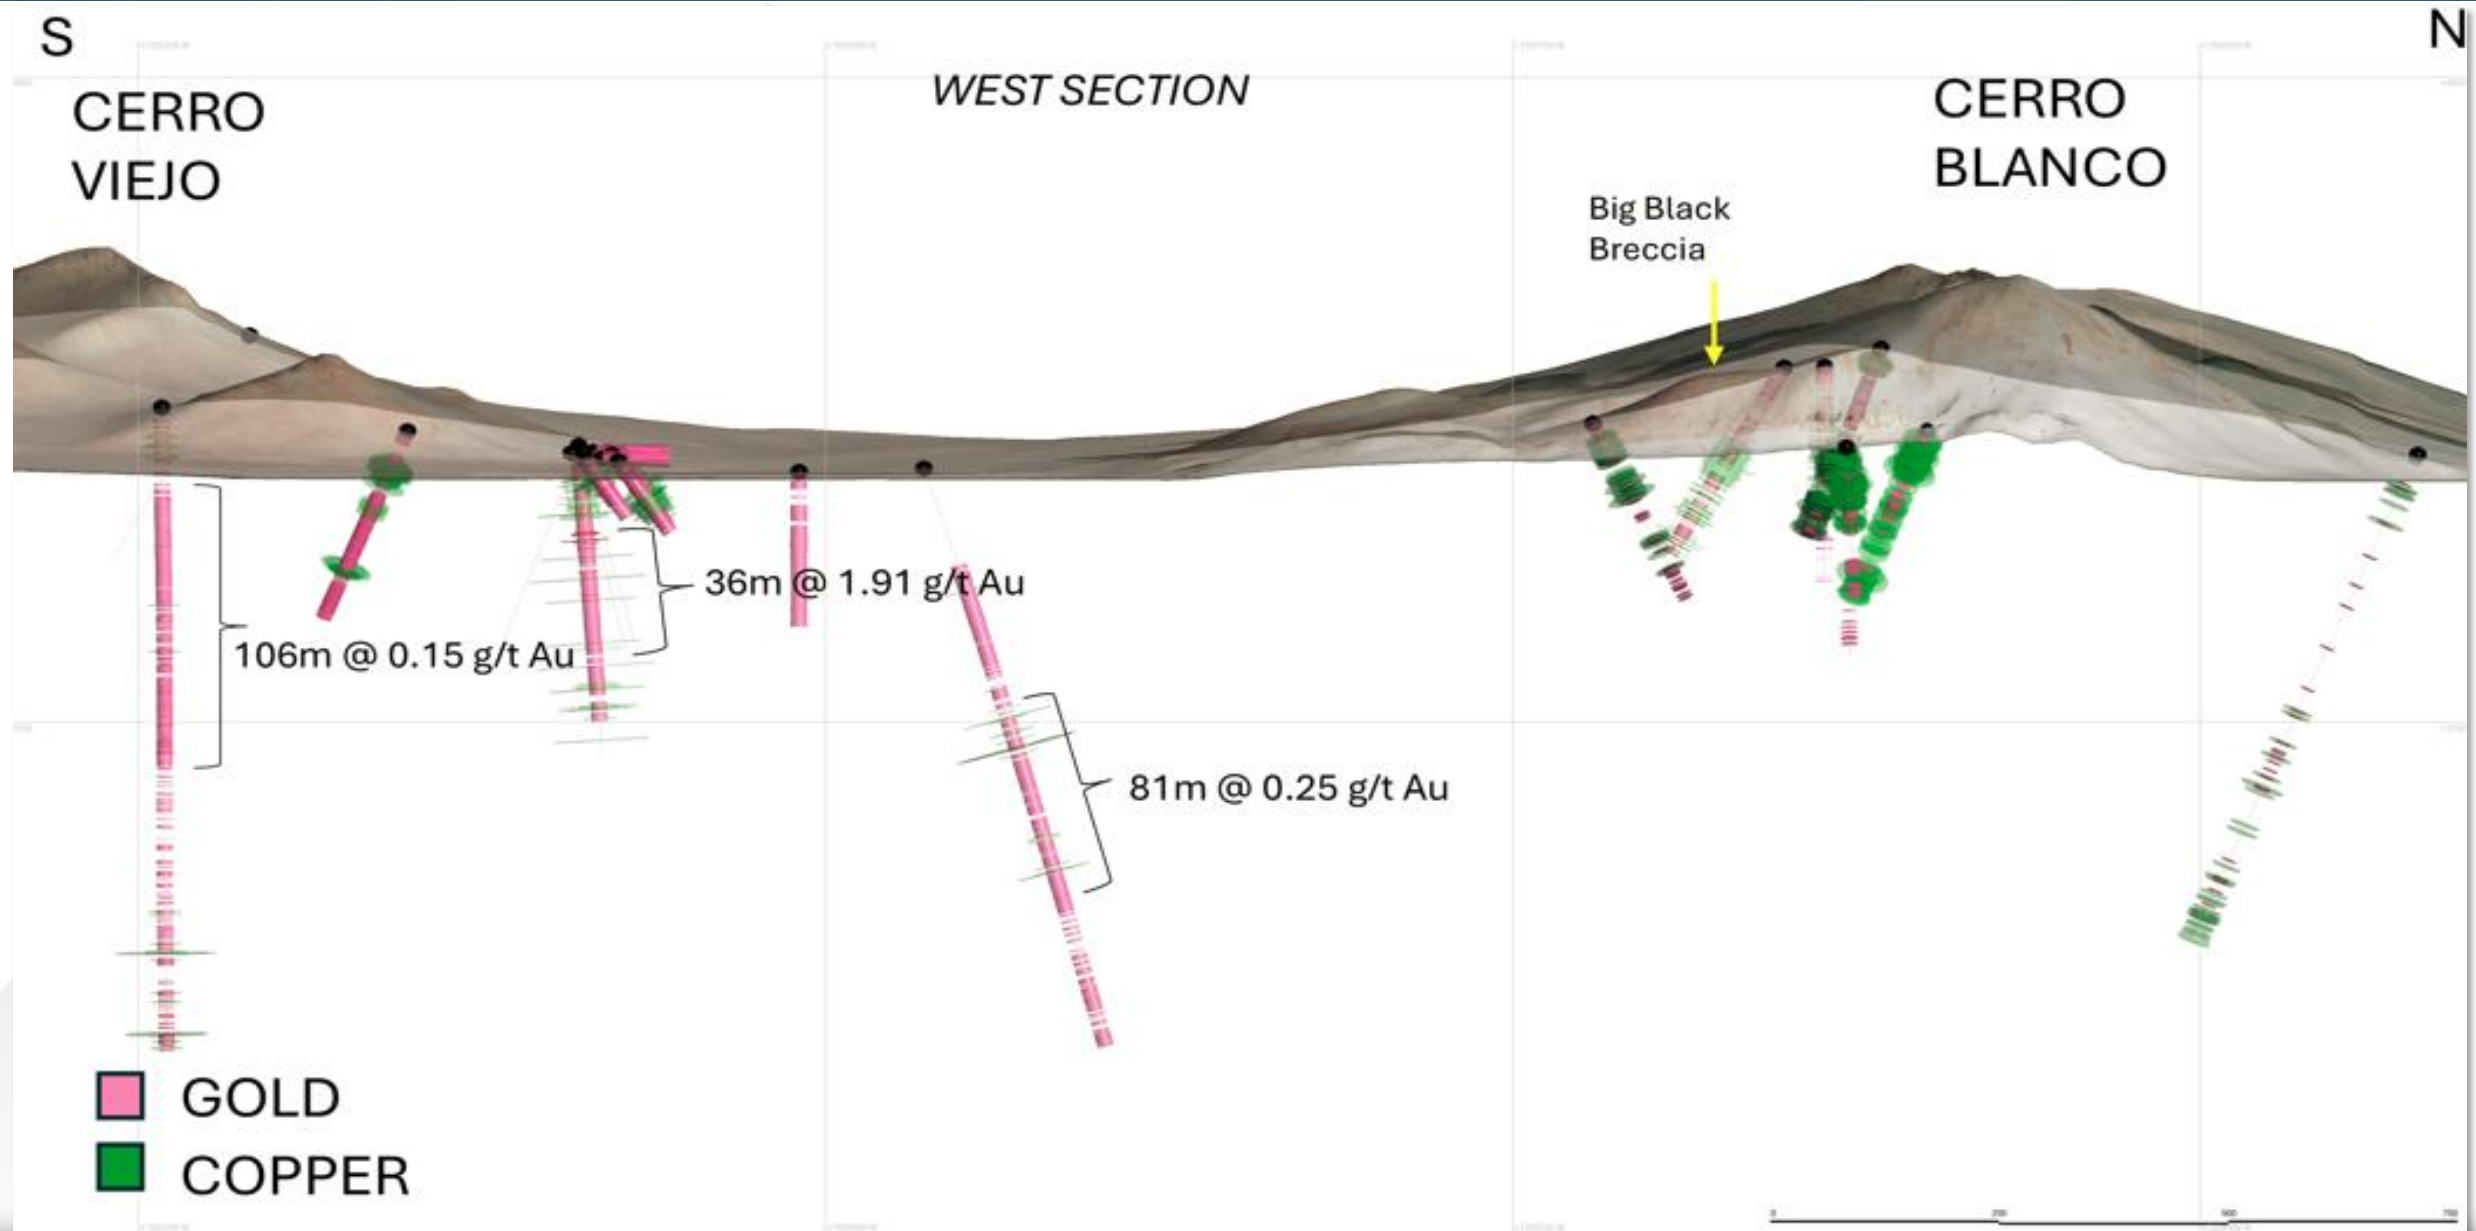 S
N
WEST SECTION
CERRO
VIEJO
CERRO
BLANCO
Big Black
Breccia
36m @ 1.91 g/t Au
106m @ 0.15 g/t Au
81m @ 0.25 g/t Au
GOLD
COPPER